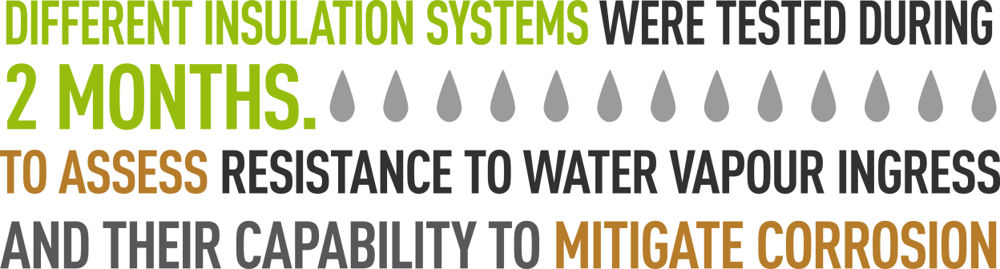 DIFFERENT INSULATION SYSTEMS WERE TESTED DURING
2 MONTHS.
TO ASSESS RESISTANCE TO WATER VAPOUR INGRESS
AND THEIR CAPABILITY TO MITIGATE CORROSION